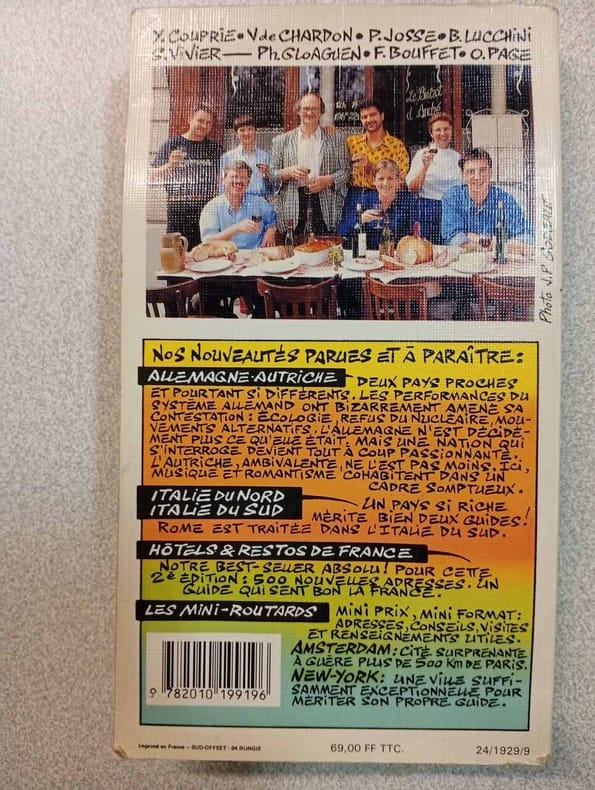 Y. COUPRIE • V de CHARDON • P. JOSSE • B. LUCCHINI
S. VIVIER — PH. GLOAGUEN • F. BOUFFET • O. PAGE
Le Bistrot
d'André
Photo J. P. GODEAUT
NOS NOUVEAUTÉS PARUES ET À PARAÎTRE :
ALLEMAGNE-AUTRICHE DEUX PAYS PROCHES
ET POURTANT SI DIFFÉRENTS. LES PERFORMANCES DU
SYSTÈME ALLEMAND ONT BIZARREMENT AMENÉ SA
CONTESTATION : ÉCOLOGIE, REFUS DU NUCLÉAIRE, MOU-
VEMENTS ALTERNATIFS. L'ALLEMAGNE N'EST DÉCIDÉ-
MENT PLUS CE QU'ELLE ÉTAIT. MAIS UNE NATION QUI
S'INTERROGE DEVIENT TOUT À COUP PASSIONNANTE.
L'AUTRICHE, AMBIVALENTE, NE L'EST PAS MOINS. ICI,
MUSIQUE ET ROMANTISME COHABITENT DANS UN
CADRE SOMPTUEUX.
ITALIE DU NORD
ITALIE DU SUD UN PAYS SI RICHE
MÉRITE BIEN DEUX GUIDES !
ROME EST TRAITÉE DANS L'ITALIE DU SUD.
HÔTELS & RESTOS DE FRANCE
NOTRE BEST-SELLER ABSOLU ! POUR CETTE
2e ÉDITION : 500 NOUVELLES ADRESSES. UN
GUIDE QUI SENT BON LA FRANCE.
LES MINI-ROUTARDS MINI PRIX, MINI FORMAT :
ADRESSES, CONSEILS, VISITES
ET RENSEIGNEMENTS UTILES.
AMSTERDAM : CITÉ SURPRENANTE
À GUÈRE PLUS DE 500 KM DE PARIS.
NEW-YORK : UNE VILLE SUFFI-
SAMMENT EXCEPTIONNELLE POUR
MÉRITER SON PROPRE GUIDE.
9 782010 199196
Imprimé en France – SUD-OFFSET - 94 RUNGIS
69,00 FF TTC.
24/1929/9